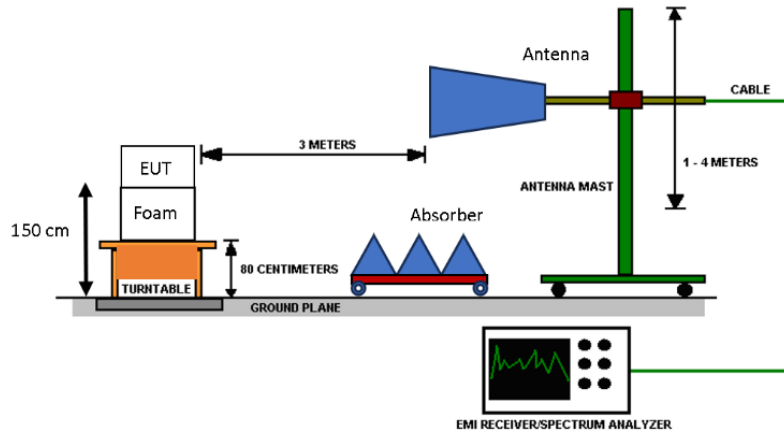 Antenna
CABLE
3 METERS
EUT
1 - 4 METERS
ANTENNA MAST
Foam
Absorber
150 cm
80 CENTIMETERS
TURNTABLE
GROUND PLANE
EMI RECEIVER/SPECTRUM ANALYZER